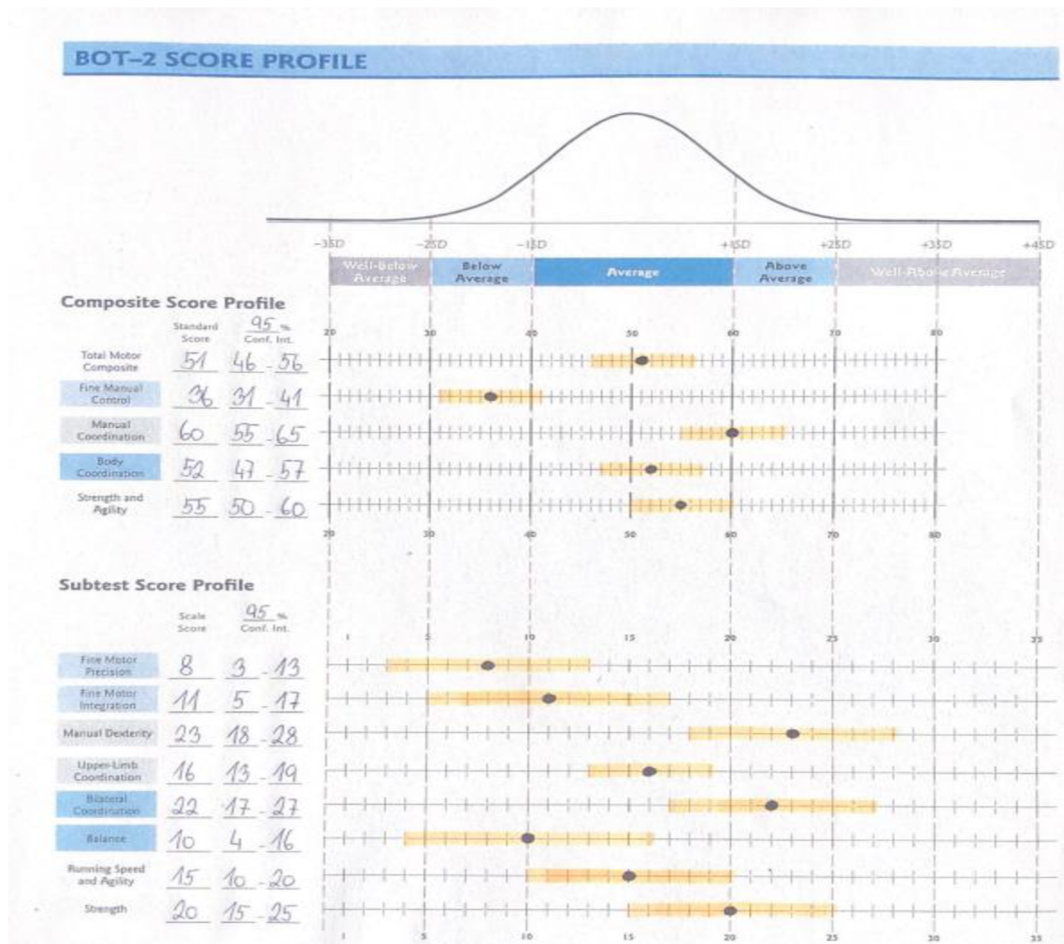 BOT–2 SCORE PROFILE
-3SD -2SD -1SD +1SD +2SD +3SD +4SD
Well-Below Average Below Average Average Above Average Well-Above Average
Composite Score Profile
Standard Score 95 % Conf. Int.
20 30 40 50 60 70 80
Total Motor Composite 51 46 - 56
Fine Manual Control 36 31 - 41
Manual Coordination 60 55 - 65
Body Coordination 52 47 - 57
Strength and Agility 55 50 - 60
20 30 40 50 60 70 80
Subtest Score Profile
Scale Score 95 % Conf. Int.
1 5 10 15 20 25 30 35
Fine Motor Precision 8 3 - 13
Fine Motor Integration 11 5 - 17
Manual Dexterity 23 18 - 28
Upper-Limb Coordination 16 13 - 19
Bilateral Coordination 22 17 - 27
Balance 10 4 - 16
Running Speed and Agility 15 10 - 20
Strength 20 15 - 25
1 5 10 15 20 25 30 35